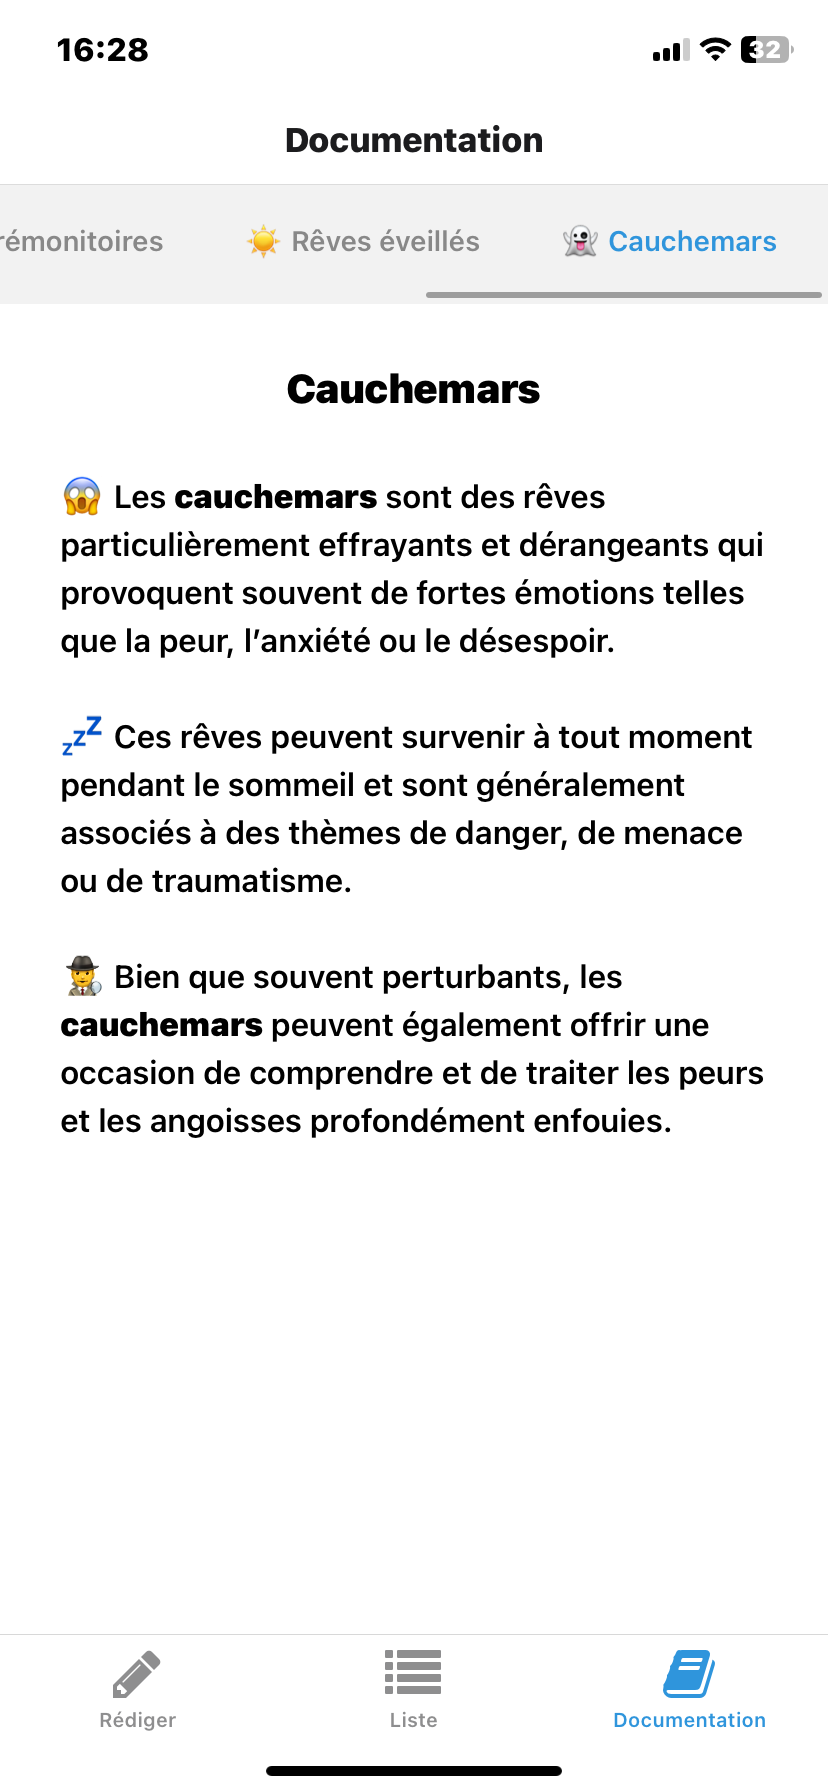 16:28
32
Documentation
rémonitoires
☀️ Rêves éveillés
👻 Cauchemars
Cauchemars
😱 Les cauchemars sont des rêves
particulièrement effrayants et dérangeants qui
provoquent souvent de fortes émotions telles
que la peur, l’anxiété ou le désespoir.
💤 Ces rêves peuvent survenir à tout moment
pendant le sommeil et sont généralement
associés à des thèmes de danger, de menace
ou de traumatisme.
🕵️ Bien que souvent perturbants, les
cauchemars peuvent également offrir une
occasion de comprendre et de traiter les peurs
et les angoisses profondément enfouies.
Rédiger
Liste
Documentation